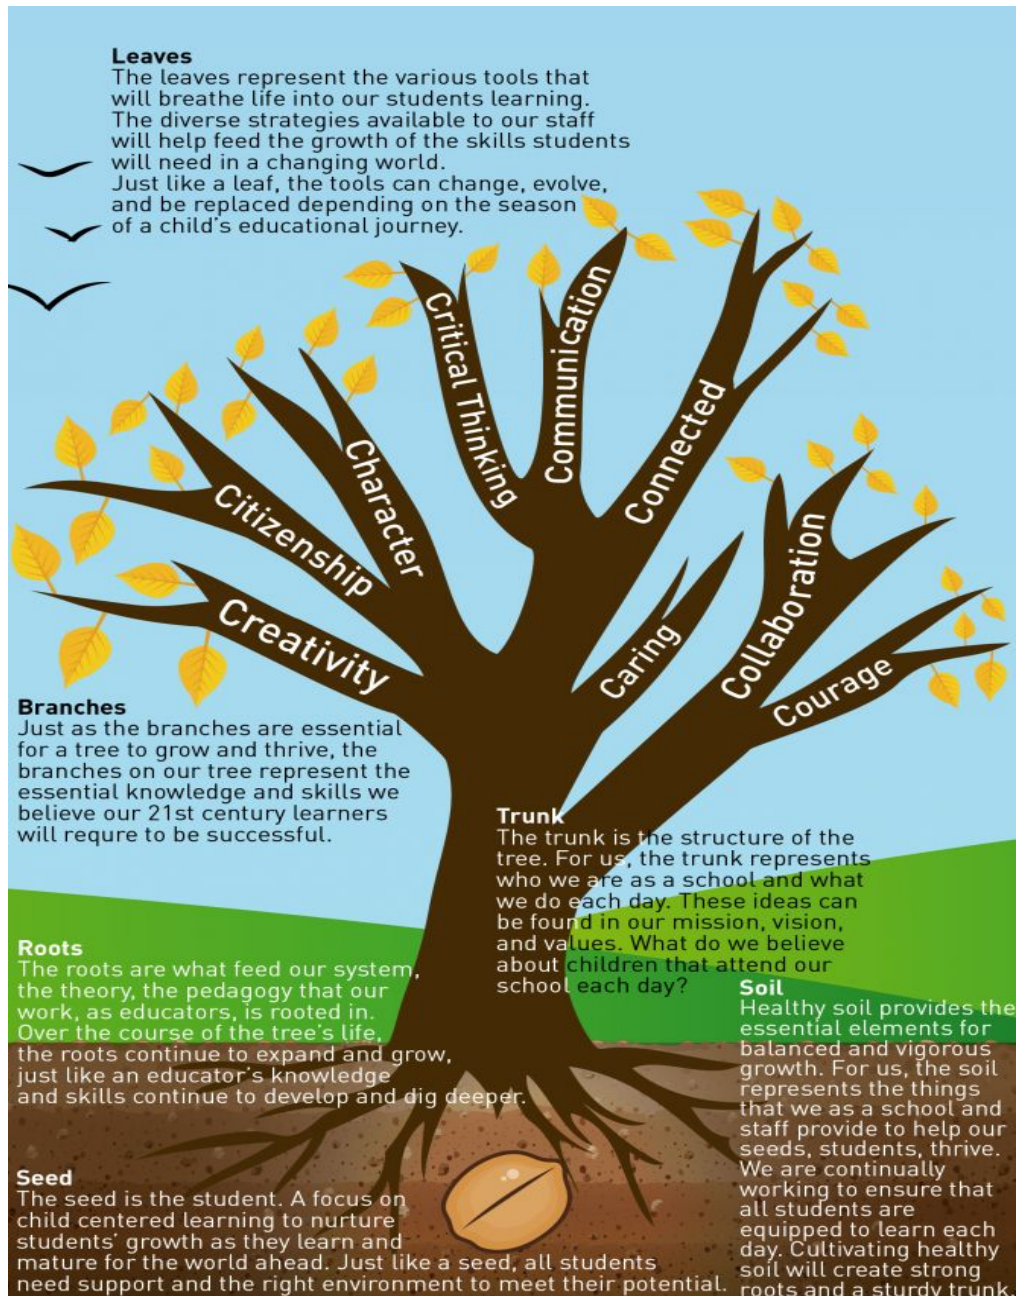 Leaves
The leaves represent the various tools that
will breathe life into our students learning.
The diverse strategies available to our staff
will help feed the growth of the skills students
will need in a changing world.
Just like a leaf, the tools can change, evolve,
and be replaced depending on the season
of a child's educational journey.
Critical Thinking
Communication
Connected
Character
Citizenship
Creativity
Caring
Collaboration
Courage
Branches
Just as the branches are essential
for a tree to grow and thrive, the
branches on our tree represent the
essential knowledge and skills we
believe our 21st century learners
will requre to be successful.
Trunk
The trunk is the structure of the
tree. For us, the trunk represents
who we are as a school and what
we do each day. These ideas can
be found in our mission, vision,
and values. What do we believe
about children that attend our
school each day?
Roots
The roots are what feed our system,
the theory, the pedagogy that our
work, as educators, is rooted in.
Over the course of the tree's life,
the roots continue to expand and grow,
just like an educator's knowledge
and skills continue to develop and dig deeper.
Soil
Healthy soil provides the
essential elements for
balanced and vigorous
growth. For us, the soil
represents the things
that we as a school and
staff provide to help our
seeds, students, thrive.
We are continually
working to ensure that
all students are
equipped to learn each
day. Cultivating healthy
soil will create strong
roots and a sturdy trunk.
Seed
The seed is the student. A focus on
child centered learning to nurture
students' growth as they learn and
mature for the world ahead. Just like a seed, all students
need support and the right environment to meet their potential.